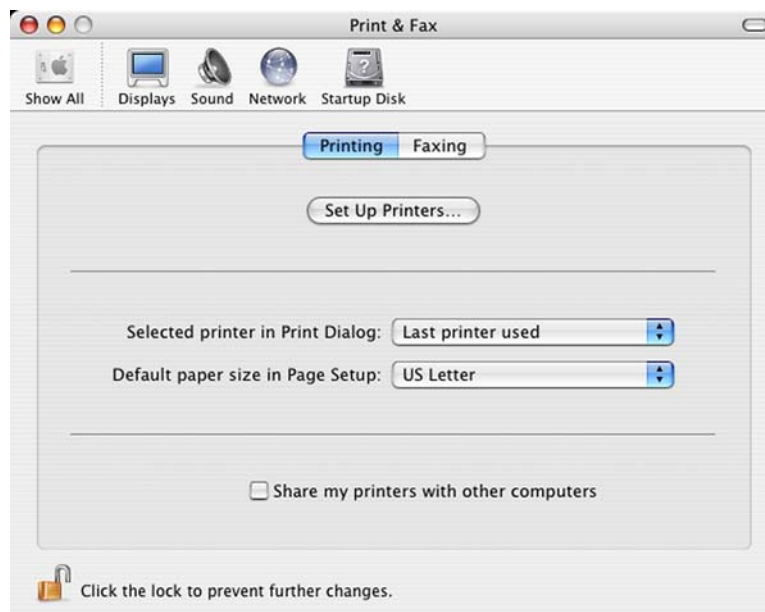 Print & Fax
Show All Displays Sound Network Startup Disk
Printing Faxing
Set Up Printers...
Selected printer in Print Dialog: Last printer used
Default paper size in Page Setup: US Letter
Share my printers with other computers
Click the lock to prevent further changes.